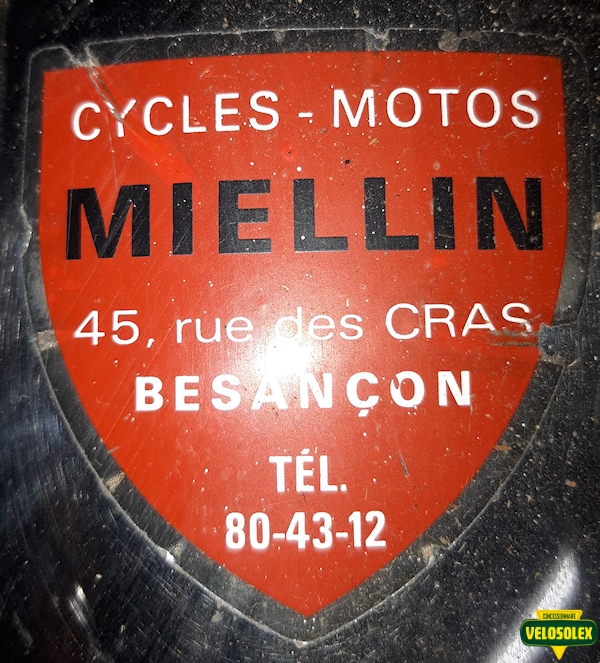 CYCLES - MOTOS
MIELLIN
45, rue des CRAS
BESANÇON
TÉL.
80-43-12
CONCESSIONNAIRE
VELOSOLEX